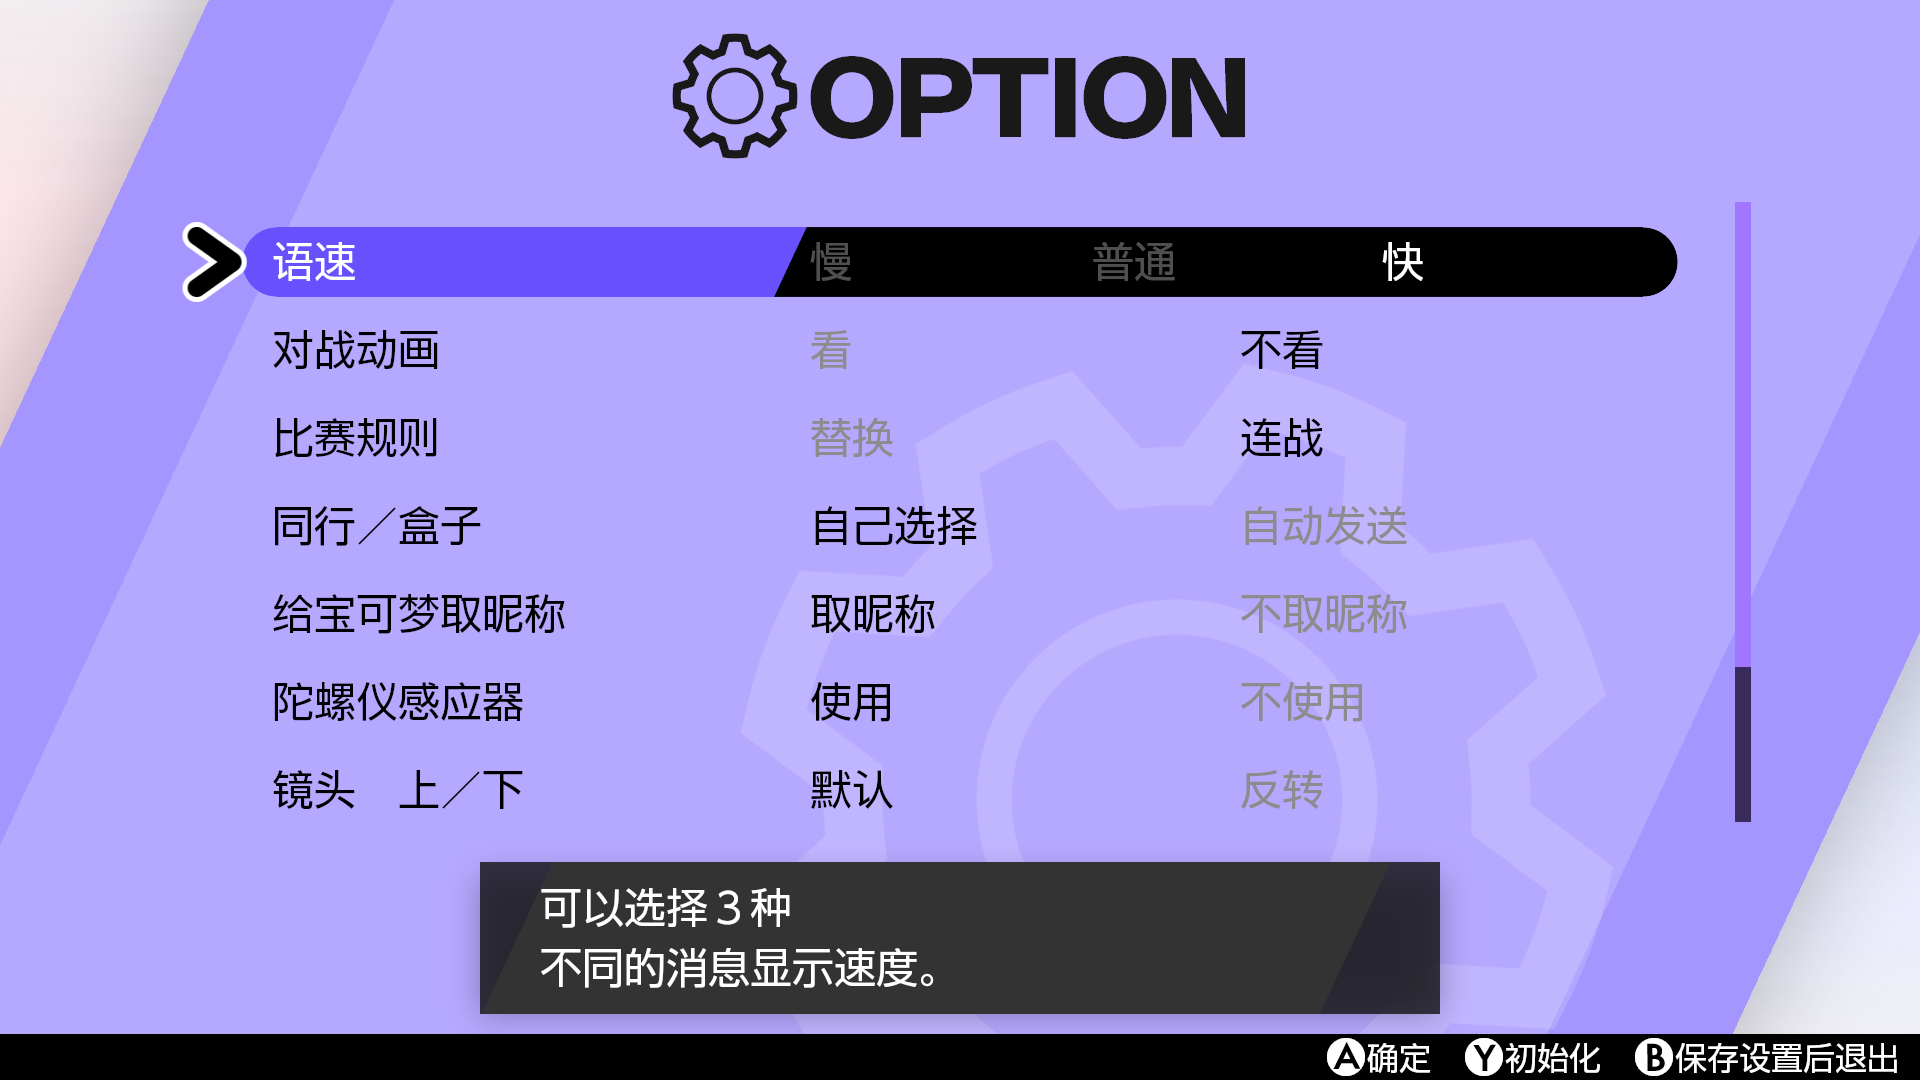 OPTION
语速 慢 普通 快
对战动画 看 不看
比赛规则 替换 连战
同行／盒子 自己选择 自动发送
给宝可梦取昵称 取昵称 不取昵称
陀螺仪感应器 使用 不使用
镜头　上／下 默认 反转
可以选择３种
不同的消息显示速度。
A确定 Y初始化 B保存设置后退出